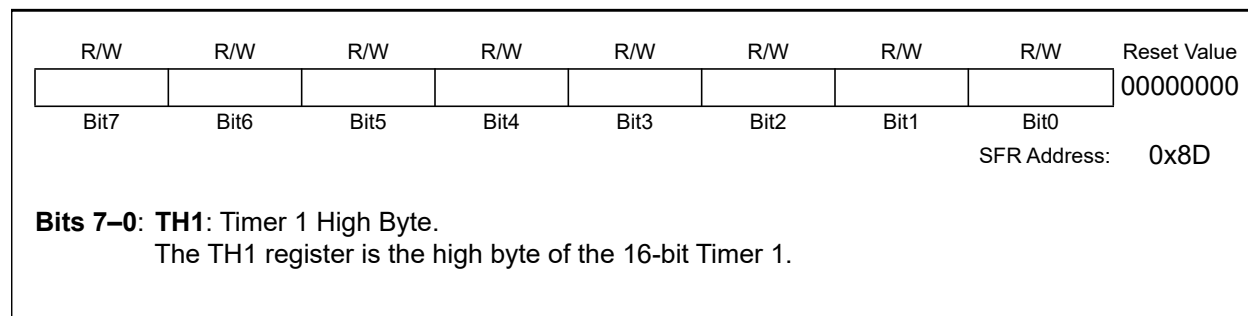 R/W R/W R/W R/W R/W R/W R/W R/W Reset Value
00000000
Bit7 Bit6 Bit5 Bit4 Bit3 Bit2 Bit1 Bit0
SFR Address: 0x8D
Bits 7–0: TH1: Timer 1 High Byte.
The TH1 register is the high byte of the 16-bit Timer 1.